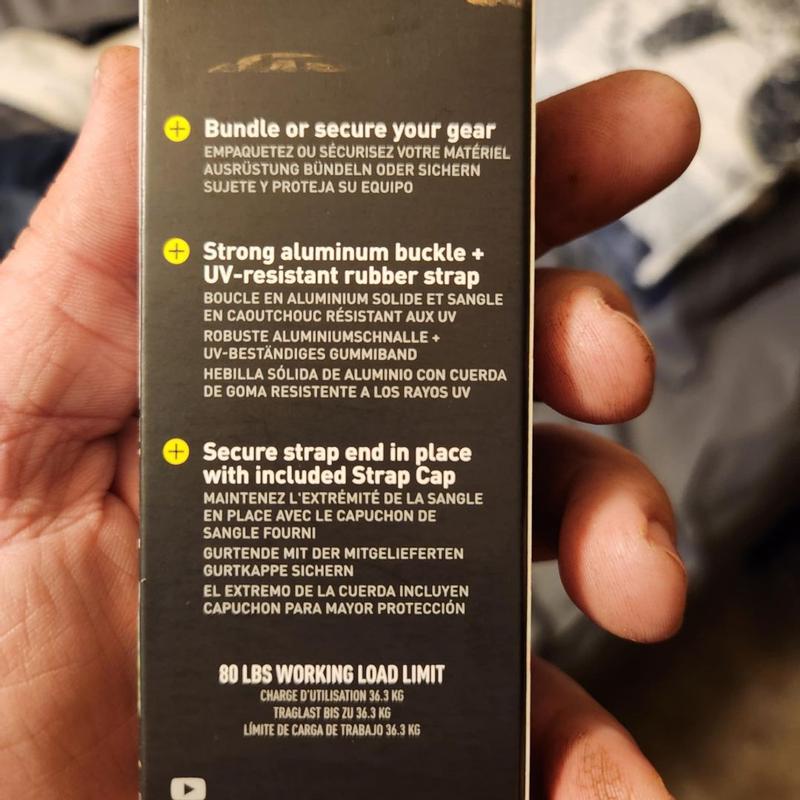 Bundle or secure your gear
EMPAQUETEZ OU SÉCURISEZ VOTRE MATÉRIEL
AUSRÜSTUNG BÜNDELN ODER SICHERN
SUJETE Y PROTEJA SU EQUIPO
Strong aluminum buckle +
UV-resistant rubber strap
BOUCLE EN ALUMINIUM SOLIDE ET SANGLE
EN CAOUTCHOUC RÉSISTANT AUX UV
ROBUSTE ALUMINIUMSCHNALLE +
UV-BESTÄNDIGES GUMMIBAND
HEBILLA SÓLIDA DE ALUMINIO CON CUERDA
DE GOMA RESISTENTE A LOS RAYOS UV
Secure strap end in place
with included Strap Cap
MAINTENEZ L'EXTRÉMITÉ DE LA SANGLE
EN PLACE AVEC LE CAPUCHON DE
SANGLE FOURNI
GURTENDE MIT DER MITGELIEFERTEN
GURTKAPPE SICHERN
EL EXTREMO DE LA CUERDA INCLUYEN
CAPUCHON PARA MAYOR PROTECCIÓN
80 LBS WORKING LOAD LIMIT
CHARGE D'UTILISATION 36.3 KG
TRAGLAST BIS ZU 36.3 KG
LÍMITE DE CARGA DE TRABAJO 36.3 KG